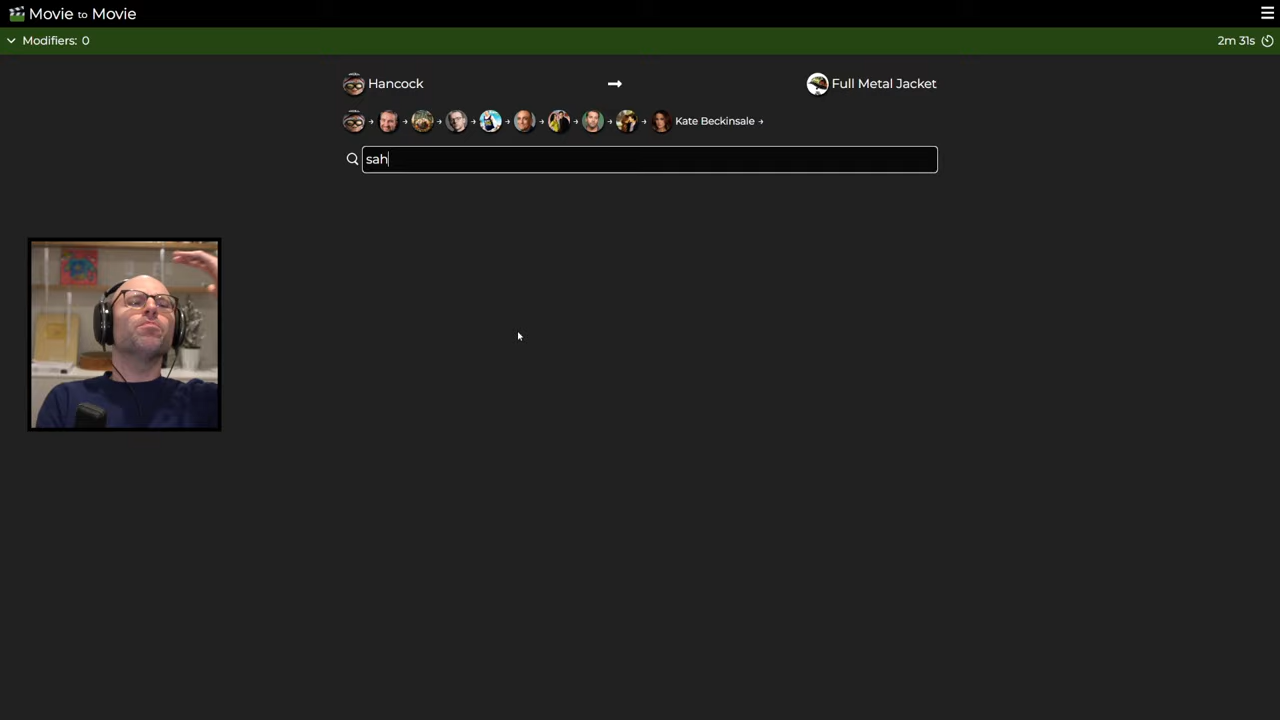 Movie to Movie
Modifiers: 0
2m 31s
Hancock
Full Metal Jacket
Kate Beckinsale
sah